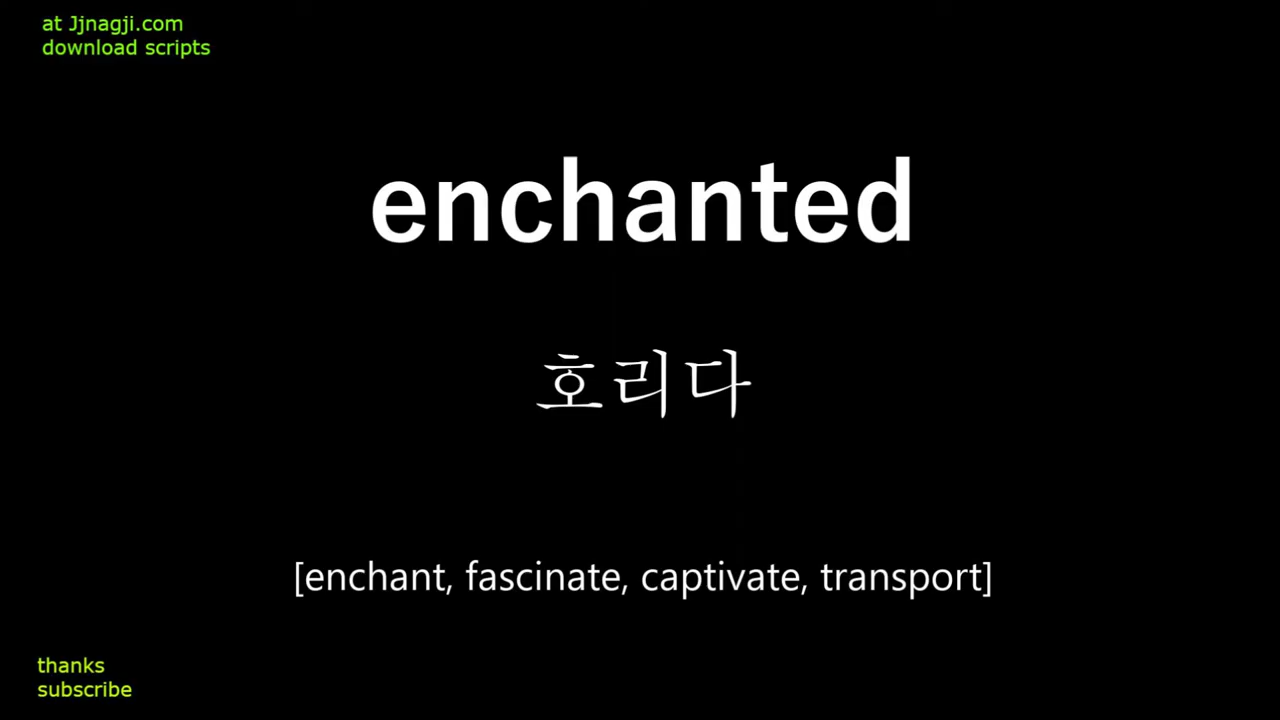 at Jjnagji.com
download scripts
enchanted
호리다
[enchant, fascinate, captivate, transport]
thanks
subscribe